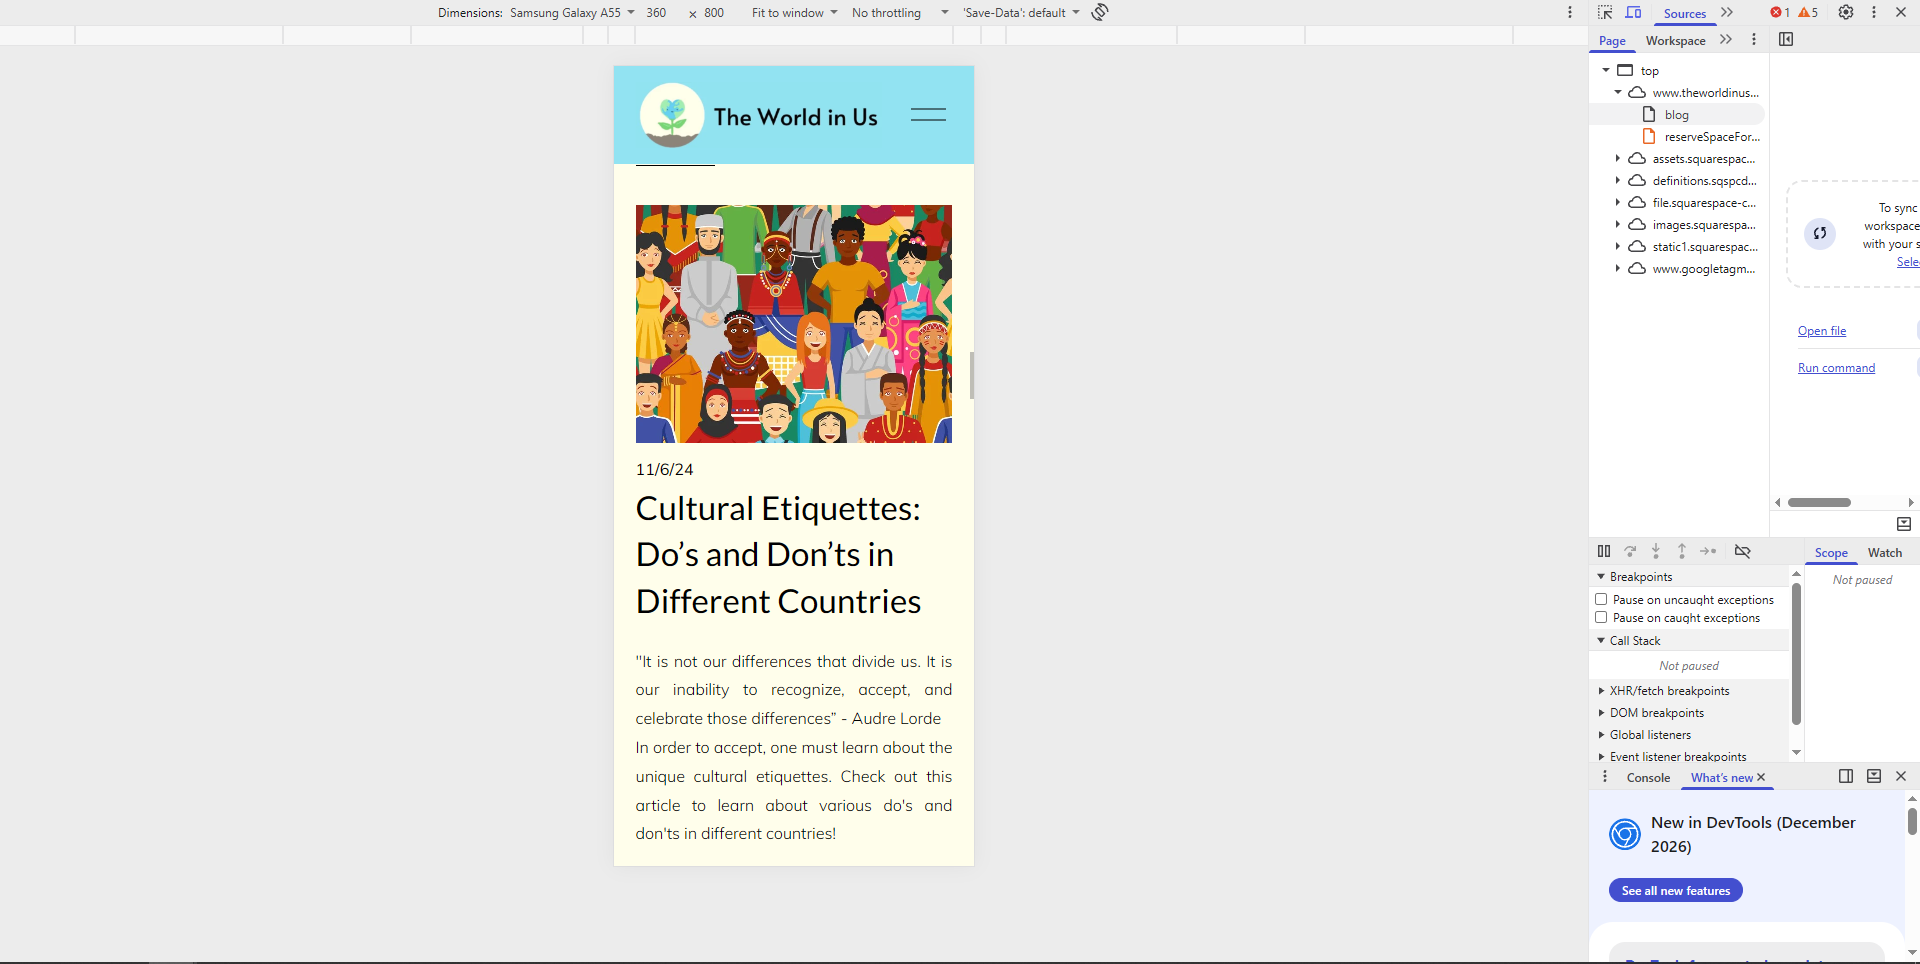 Dimensions: Samsung Galaxy A55 360 × 800 Fit to window No throttling 'Save-Data': default
Sources
1
5
Page
Workspace
top
www.theworldinus...
blog
reserveSpaceFor...
assets.squarespac...
definitions.sqspcd...
file.squarespace-c...
images.squarespa...
static1.squarespac...
www.googletagm...
To sync
workspace
with your s
Selec
Open file
Run command
The World in Us
11/6/24
Cultural Etiquettes:
Do’s and Don’ts in
Different Countries
"It is not our differences that divide us. It is
our inability to recognize, accept, and
celebrate those differences” - Audre Lorde
In order to accept, one must learn about the
unique cultural etiquettes. Check out this
article to learn about various do's and
don'ts in different countries!
Scope
Watch
Not paused
Breakpoints
Pause on uncaught exceptions
Pause on caught exceptions
Call Stack
Not paused
XHR/fetch breakpoints
DOM breakpoints
Global listeners
Event listener breakpoints
Console
What's new
New in DevTools (December
2026)
See all new features